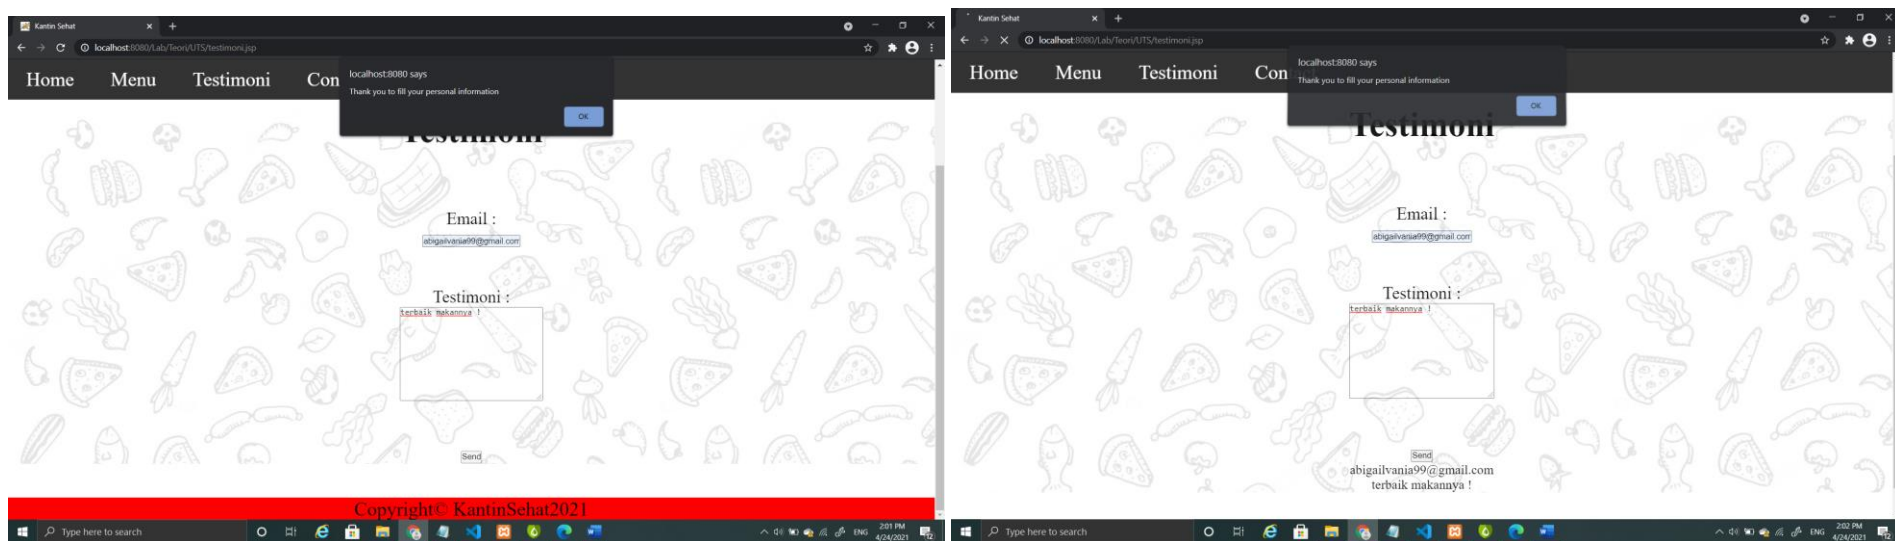 Kantin Sehat
localhost:8080/Lab/Teori/UTS/testimoni.jsp
Home Menu Testimoni Con
localhost:8080 says
Thank you to fill your personal information
OK
Testimoni
Email :
abigailvania99@gmail.com
Testimoni :
terbaik makannya !
Send
Copyright© KantinSehat2021
Type here to search
ENG
2:01 PM
4/24/2021
Kantin Sehat
localhost:8080/Lab/Teori/UTS/testimoni.jsp
Home Menu Testimoni Con
localhost:8080 says
Thank you to fill your personal information
OK
Testimoni
Email :
abigailvania99@gmail.com
Testimoni :
terbaik makannya !
Send
abigailvania99@gmail.com
terbaik makannya !
Type here to search
ENG
2:02 PM
4/24/2021